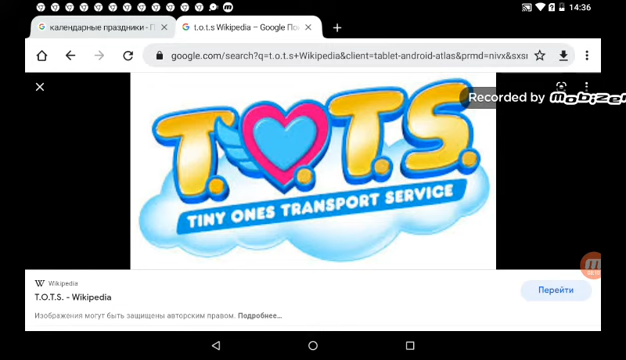 14:36
календарные праздники - П
t.o.t.s Wikipedia – Google По
google.com/search?q=t.o.t.s+Wikipedia&client=tablet-android-atlas&prmd=nivx&sxsr
Recorded by
T.O.T.S.
TINY ONES TRANSPORT SERVICE
W Wikipedia
T.O.T.S. - Wikipedia
Перейти
Изображения могут быть защищены авторским правом. Подробнее…